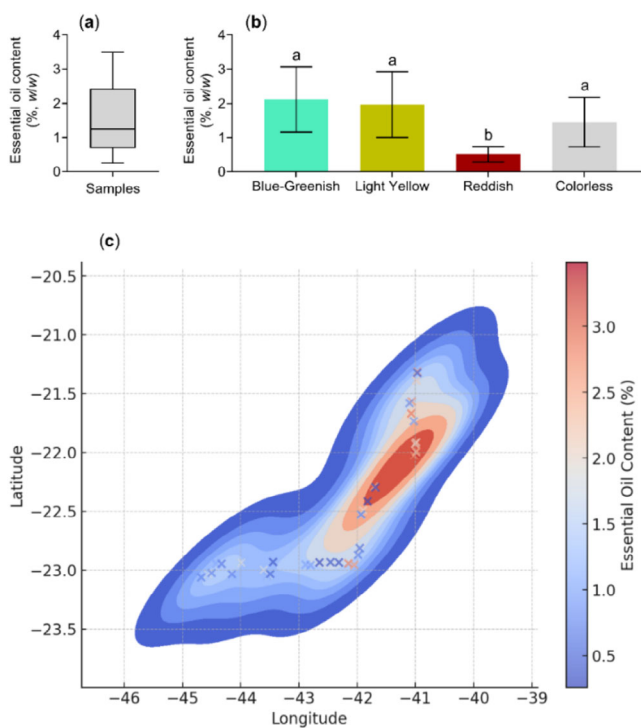 (a)
Essential oil content
(%, w/w)
4
3
2
1
0
Samples
(b)
Essential oil content
(%, w/w)
4
3
2
1
0
a
a
b
a
Blue-Greenish
Light Yellow
Reddish
Colorless
(c)
Latitude
−20.5
−21.0
−21.5
−22.0
−22.5
−23.0
−23.5
−46
−45
−44
−43
−42
−41
−40
−39
Longitude
3.0
2.5
2.0
1.5
1.0
0.5
Essential Oil Content (%)